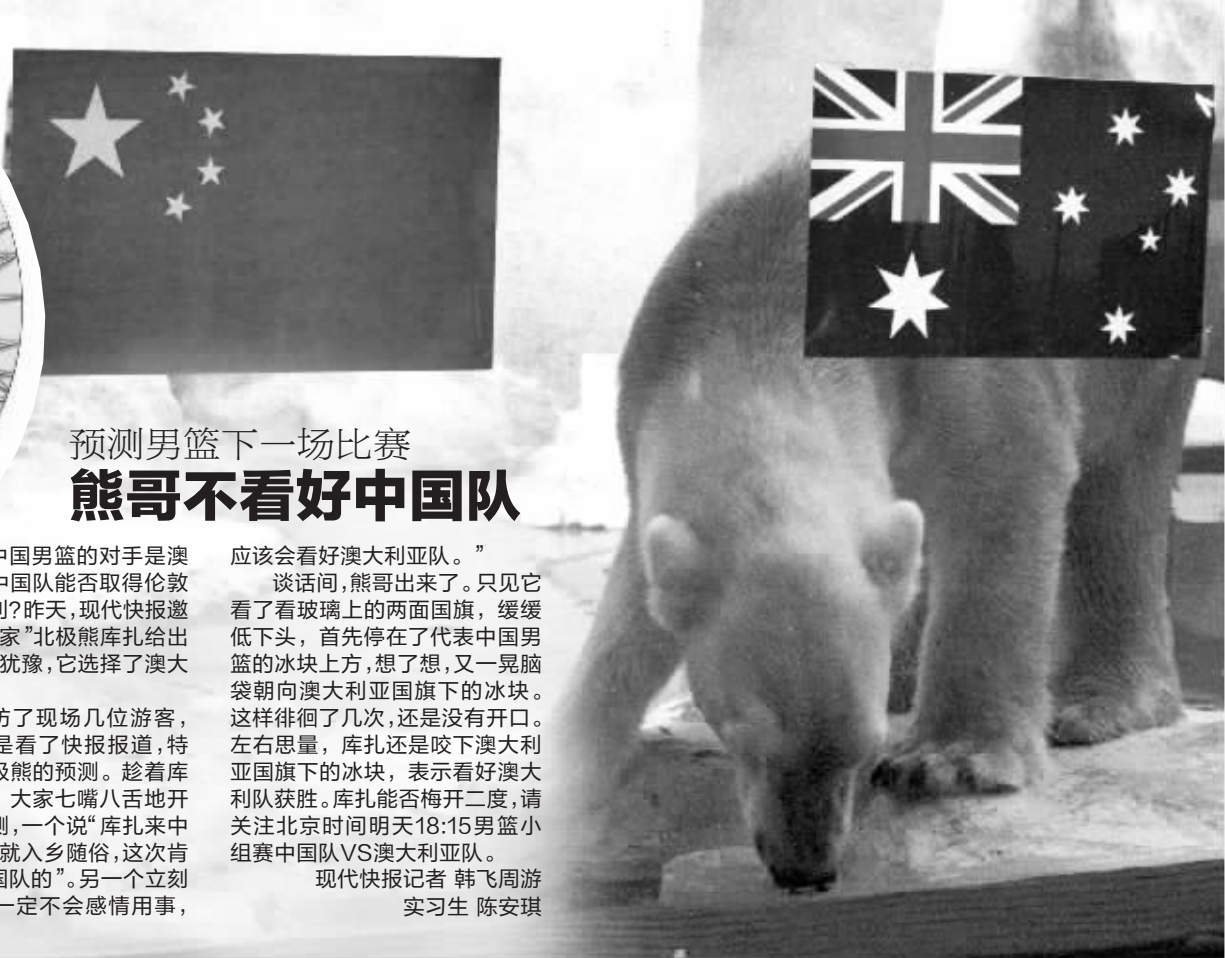 预测男篮下一场比赛
熊哥不看好中国队
中国男篮的对手是澳
中国队能否取得伦敦
?昨天,现代快报邀
家”北极熊库扎给出
犹豫,它选择了澳大
访了现场几位游客,
是看了快报报道,特
极熊的预测。趁着库
大家七嘴八舌地开
测,一个说“库扎来中
就入乡随俗,这次肯
国队的”。另一个立刻
一定不会感情用事,
应该会看好澳大利亚队。”
谈话间,熊哥出来了。只见它
看了看玻璃上的两面国旗,缓缓
低下头,首先停在了代表中国男
篮的冰块上方,想了想,又一晃脑
袋朝向澳大利亚国旗下的冰块。
这样徘徊了几次,还是没有开口。
左右思量,库扎还是咬下澳大利
亚国旗下的冰块,表示看好澳大
利队获胜。库扎能否梅开二度,请
关注北京时间明天18:15男篮小
组赛中国队VS澳大利亚队。
现代快报记者 韩飞周游
实习生 陈安琪